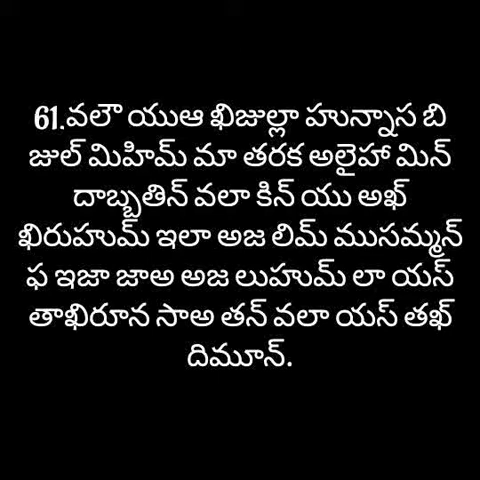 61.వలౌ యుఆ ఖిజుల్లా హున్నాస బి
జుల్ మిహిమ్ మా తరక అలైహా మిన్
దాబ్బతిన్ వలా కిన్ యు అఖ్
ఖిరుహుమ్ ఇలా అజ లిమ్ ముసమ్మన్
ఫ ఇజా జాఅ అజ లుహుమ్ లా యస్
తాఖిరూన సాఅ తన్ వలా యస్ తఖ్
దిమూన్.